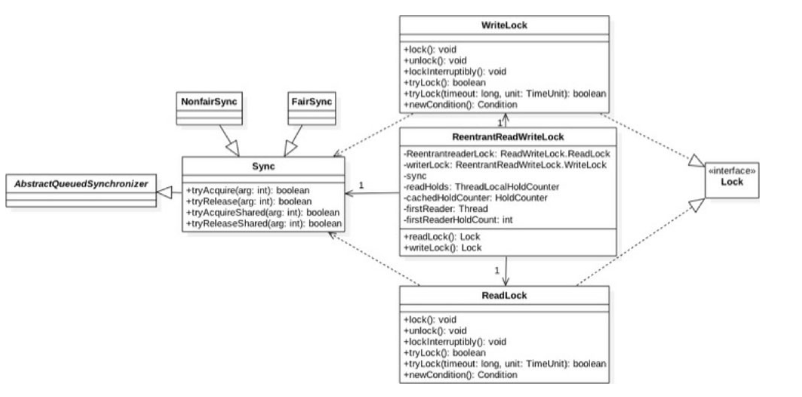 WriteLock
+lock(): void
+unlock(): void
+lockInterruptibly(): void
+tryLock(): boolean
+tryLock(timeout: long, unit: TimeUnit): boolean
+newCondition(): Condition
NonfairSync
FairSync
1
ReentrantReadWriteLock
-ReentrantreaderLock: ReadWriteLock.ReadLock
-writerLock: ReentrantReadWriteLock.WriteLock
-sync
-readHolds: ThreadLocalHoldCounter
-cachedHoldCounter: HoldCounter
-firstReader: Thread
-firstReaderHoldCount: int
+readLock(): Lock
+writeLock(): Lock
Sync
+tryAcquire(arg: int): boolean
+tryRelease(arg: int): boolean
+tryAcquireShared(arg: int): boolean
+tryReleaseShared(arg: int): boolean
1
AbstractQueuedSynchronizer
«interface»
Lock
1
ReadLock
+lock(): void
+unlock(): void
+lockInterruptibly(): void
+tryLock(): boolean
+tryLock(timeout: long, unit: TimeUnit): boolean
+newCondition(): Condition